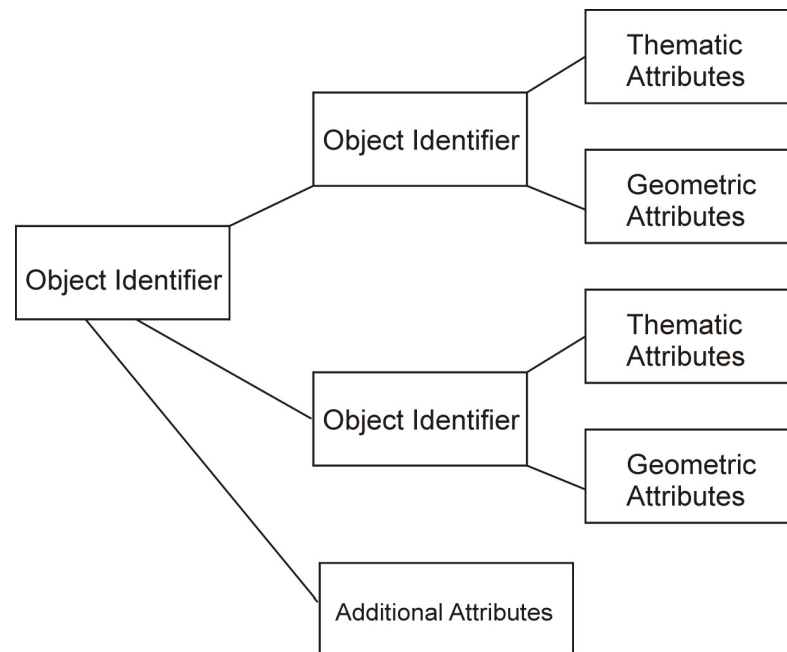 Thematic
Attributes
Object Identifier
Geometric
Attributes
Object Identifier
Thematic
Attributes
Object Identifier
Geometric
Attributes
Additional Attributes